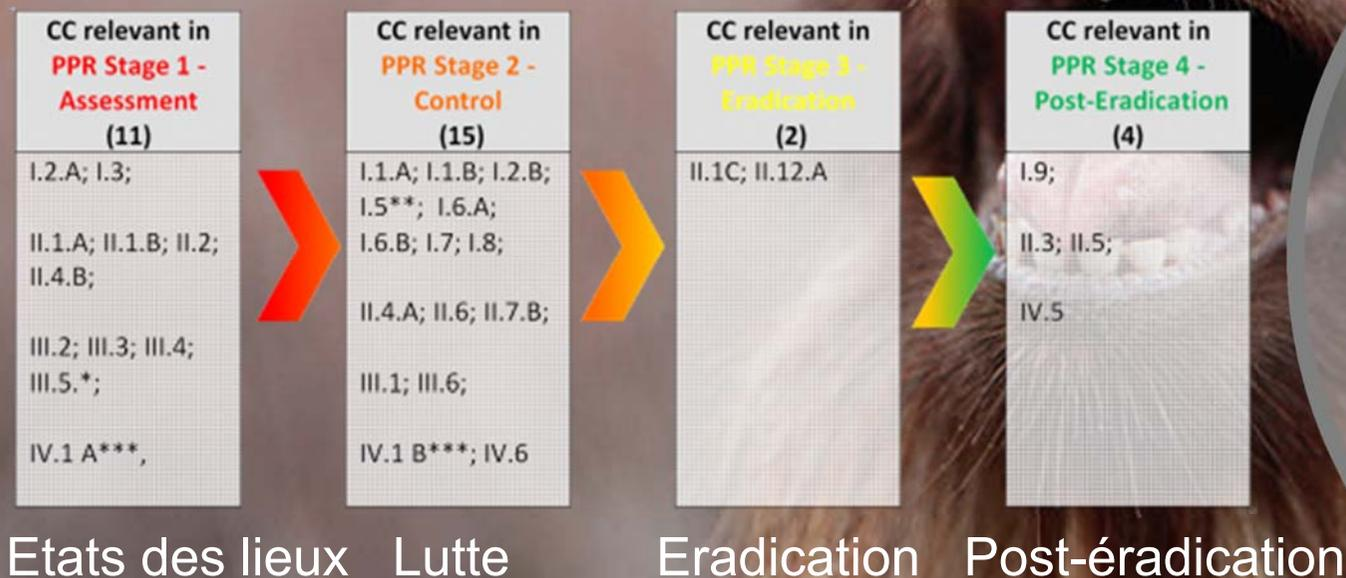 CC relevant in
PPR Stage 1 -
Assessment
(11)
I.2.A; I.3;
II.1.A; II.1.B; II.2;
II.4.B;
III.2; III.3; III.4;
III.5.*;
IV.1 A***,
CC relevant in
PPR Stage 2 -
Control
(15)
I.1.A; I.1.B; I.2.B;
I.5**; I.6.A;
I.6.B; I.7; I.8;
II.4.A; II.6; II.7.B;
III.1; III.6;
IV.1 B***; IV.6
CC relevant in
PPR Stage 3 -
Eradication
(2)
II.1C; II.12.A
CC relevant in
PPR Stage 4 -
Post-Eradication
(4)
I.9;
II.3; II.5;
IV.5
Etats des lieux
Lutte
Eradication
Post-éradication